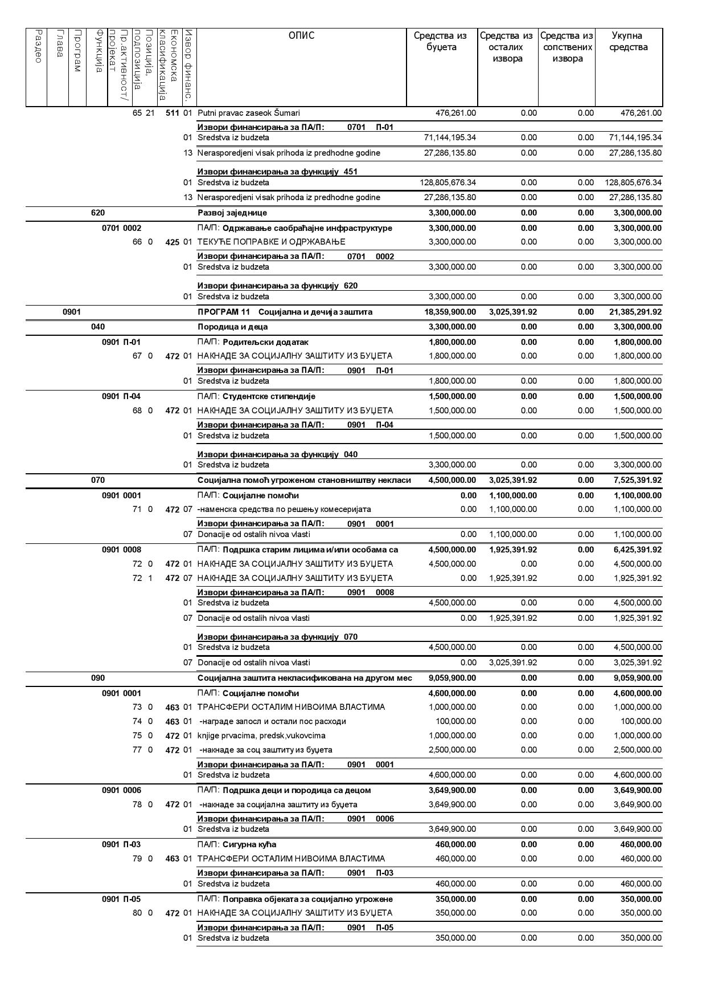 Раздео
Глава
Програм
Функција
Пр.активност/
пројекат
Позиција,
подпозиција
Економска
класификација
Извор финанс.
ОПИС
Средства из
буџета
Средства из
осталих
извора
Средства из
сопствених
извора
Укупна
средства
65 21 511 01 Putni pravac zaseok Šumari 476,261.00 0.00 0.00 476,261.00
Извори финансирања за ПА/П: 0701 П-01
01 Sredstva iz budzeta 71,144,195.34 0.00 0.00 71,144,195.34
13 Nerasporedjeni visak prihoda iz predhodne godine 27,286,135.80 0.00 0.00 27,286,135.80
Извори финансирања за функцију 451
01 Sredstva iz budzeta 128,805,676.34 0.00 0.00 128,805,676.34
13 Nerasporedjeni visak prihoda iz predhodne godine 27,286,135.80 0.00 0.00 27,286,135.80
620 Развој заједнице 3,300,000.00 0.00 0.00 3,300,000.00
0701 0002 ПА/П: Одржавање саобраћајне инфраструктуре 3,300,000.00 0.00 0.00 3,300,000.00
66 0 425 01 ТЕКУЋЕ ПОПРАВКЕ И ОДРЖАВАЊЕ 3,300,000.00 0.00 0.00 3,300,000.00
Извори финансирања за ПА/П: 0701 0002
01 Sredstva iz budzeta 3,300,000.00 0.00 0.00 3,300,000.00
Извори финансирања за функцију 620
01 Sredstva iz budzeta 3,300,000.00 0.00 0.00 3,300,000.00
0901 ПРОГРАМ 11 Социјална и дечија заштита 18,359,900.00 3,025,391.92 0.00 21,385,291.92
040 Породица и деца 3,300,000.00 0.00 0.00 3,300,000.00
0901 П-01 ПА/П: Родитељски додатак 1,800,000.00 0.00 0.00 1,800,000.00
67 0 472 01 НАКНАДЕ ЗА СОЦИЈАЛНУ ЗАШТИТУ ИЗ БУЏЕТА 1,800,000.00 0.00 0.00 1,800,000.00
Извори финансирања за ПА/П: 0901 П-01
01 Sredstva iz budzeta 1,800,000.00 0.00 0.00 1,800,000.00
0901 П-04 ПА/П: Студентске стипендије 1,500,000.00 0.00 0.00 1,500,000.00
68 0 472 01 НАКНАДЕ ЗА СОЦИЈАЛНУ ЗАШТИТУ ИЗ БУЏЕТА 1,500,000.00 0.00 0.00 1,500,000.00
Извори финансирања за ПА/П: 0901 П-04
01 Sredstva iz budzeta 1,500,000.00 0.00 0.00 1,500,000.00
Извори финансирања за функцију 040
01 Sredstva iz budzeta 3,300,000.00 0.00 0.00 3,300,000.00
070 Социјална помоћ угроженом становништву некласи 4,500,000.00 3,025,391.92 0.00 7,525,391.92
0901 0001 ПА/П: Социјалне помоћи 0.00 1,100,000.00 0.00 1,100,000.00
71 0 472 07 -наменска средства по решењу комесеријата 0.00 1,100,000.00 0.00 1,100,000.00
Извори финансирања за ПА/П: 0901 0001
07 Donacije od ostalih nivoa vlasti 0.00 1,100,000.00 0.00 1,100,000.00
0901 0008 ПА/П: Подршка старим лицима и/или особама са 4,500,000.00 1,925,391.92 0.00 6,425,391.92
72 0 472 01 НАКНАДЕ ЗА СОЦИЈАЛНУ ЗАШТИТУ ИЗ БУЏЕТА 4,500,000.00 0.00 0.00 4,500,000.00
72 1 472 07 НАКНАДЕ ЗА СОЦИЈАЛНУ ЗАШТИТУ ИЗ БУЏЕТА 0.00 1,925,391.92 0.00 1,925,391.92
Извори финансирања за ПА/П: 0901 0008
01 Sredstva iz budzeta 4,500,000.00 0.00 0.00 4,500,000.00
07 Donacije od ostalih nivoa vlasti 0.00 1,925,391.92 0.00 1,925,391.92
Извори финансирања за функцију 070
01 Sredstva iz budzeta 4,500,000.00 0.00 0.00 4,500,000.00
07 Donacije od ostalih nivoa vlasti 0.00 3,025,391.92 0.00 3,025,391.92
090 Социјална заштита некласификована на другом мес 9,059,900.00 0.00 0.00 9,059,900.00
0901 0001 ПА/П: Социјалне помоћи 4,600,000.00 0.00 0.00 4,600,000.00
73 0 463 01 ТРАНСФЕРИ ОСТАЛИМ НИВОИМА ВЛАСТИМА 1,000,000.00 0.00 0.00 1,000,000.00
74 0 463 01 -награде запосл и остали пос расходи 100,000.00 0.00 0.00 100,000.00
75 0 472 01 knjige prvacima, predsk,vukovcima 1,000,000.00 0.00 0.00 1,000,000.00
77 0 472 01 -накнаде за соц заштиту из буџета 2,500,000.00 0.00 0.00 2,500,000.00
Извори финансирања за ПА/П: 0901 0001
01 Sredstva iz budzeta 4,600,000.00 0.00 0.00 4,600,000.00
0901 0006 ПА/П: Подршка деци и породица са децом 3,649,900.00 0.00 0.00 3,649,900.00
78 0 472 01 -накнаде за социјална заштиту из буџета 3,649,900.00 0.00 0.00 3,649,900.00
Извори финансирања за ПА/П: 0901 0006
01 Sredstva iz budzeta 3,649,900.00 0.00 0.00 3,649,900.00
0901 П-03 ПА/П: Сигурна кућа 460,000.00 0.00 0.00 460,000.00
79 0 463 01 ТРАНСФЕРИ ОСТАЛИМ НИВОИМА ВЛАСТИМА 460,000.00 0.00 0.00 460,000.00
Извори финансирања за ПА/П: 0901 П-03
01 Sredstva iz budzeta 460,000.00 0.00 0.00 460,000.00
0901 П-05 ПА/П: Поправка објеката за социјално угрожене 350,000.00 0.00 0.00 350,000.00
80 0 472 01 НАКНАДЕ ЗА СОЦИЈАЛНУ ЗАШТИТУ ИЗ БУЏЕТА 350,000.00 0.00 0.00 350,000.00
Извори финансирања за ПА/П: 0901 П-05
01 Sredstva iz budzeta 350,000.00 0.00 0.00 350,000.00